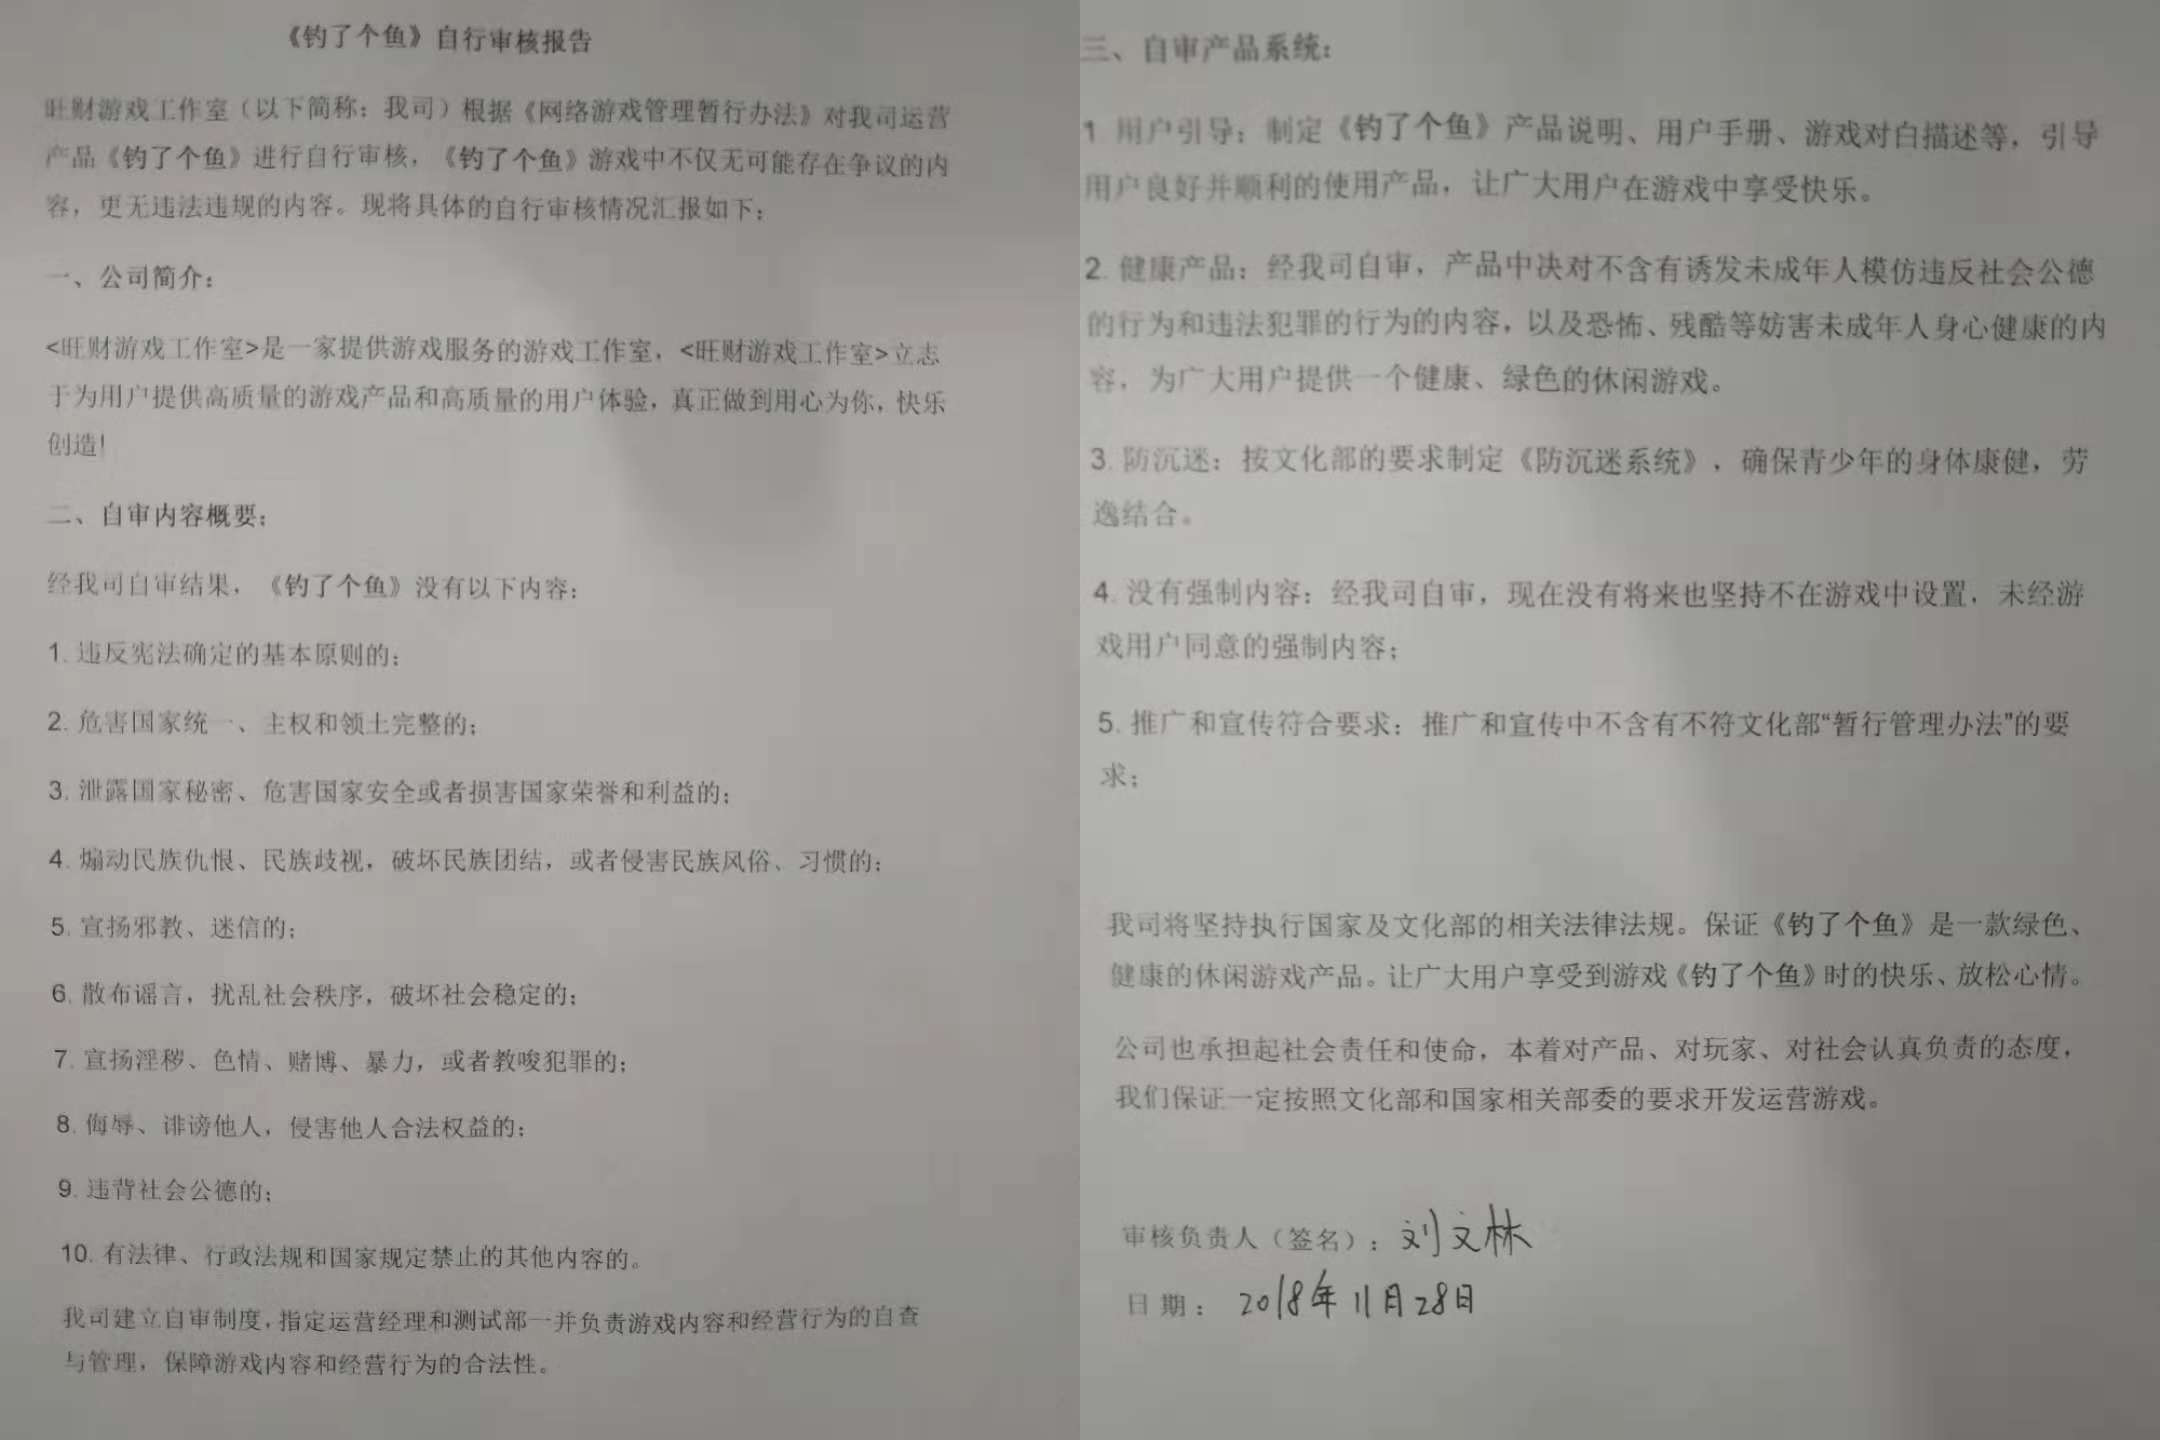 《钓了个鱼》自行审核报告
旺财游戏工作室（以下简称：我司）根据《网络游戏管理暂行办法》对我司运营
产品《钓了个鱼》进行自行审核，《钓了个鱼》游戏中不仅无可能存在争议的内
容，更无违法违规的内容。现将具体的自行审核情况汇报如下：
一、公司简介：
<旺财游戏工作室>是一家提供游戏服务的游戏工作室，<旺财游戏工作室>立志
于为用户提供高质量的游戏产品和高质量的用户体验，真正做到用心为你，快乐
创造！
二、自审内容概要：
经我司自审结果，《钓了个鱼》没有以下内容：
1. 违反宪法确定的基本原则的；
2. 危害国家统一、主权和领土完整的；
3. 泄露国家秘密、危害国家安全或者损害国家荣誉和利益的；
4. 煽动民族仇恨、民族歧视，破坏民族团结，或者侵害民族风俗、习惯的；
5. 宣扬邪教、迷信的；
6. 散布谣言，扰乱社会秩序，破坏社会稳定的；
7. 宣扬淫秽、色情、赌博、暴力，或者教唆犯罪的；
8. 侮辱、诽谤他人，侵害他人合法权益的；
9. 违背社会公德的；
10. 有法律、行政法规和国家规定禁止的其他内容的。
我司建立自审制度，指定运营经理和测试部一并负责游戏内容和经营行为的自查
与管理，保障游戏内容和经营行为的合法性。
三、自审产品系统：
1. 用户引导：制定《钓了个鱼》产品说明、用户手册、游戏对白描述等，引导
用户良好并顺利的使用产品，让广大用户在游戏中享受快乐。
2. 健康产品：经我司自审，产品中决对不含有诱发未成年人模仿违反社会公德
的行为和违法犯罪的行为的内容，以及恐怖、残酷等妨害未成年人身心健康的内
容，为广大用户提供一个健康、绿色的休闲游戏。
3. 防沉迷：按文化部的要求制定《防沉迷系统》，确保青少年的身体康健，劳
逸结合。
4. 没有强制内容：经我司自审，现在没有将来也坚持不在游戏中设置，未经游
戏用户同意的强制内容；
5. 推广和宣传符合要求：推广和宣传中不含有不符文化部“暂行管理办法”的要
求；
我司将坚持执行国家及文化部的相关法律法规。保证《钓了个鱼》是一款绿色、
健康的休闲游戏产品。让广大用户享受到游戏《钓了个鱼》时的快乐、放松心情。
公司也承担起社会责任和使命，本着对产品、对玩家、对社会认真负责的态度，
我们保证一定按照文化部和国家相关部委的要求开发运营游戏。
审核负责人（签名）：刘文林
日期：2018年11月28日